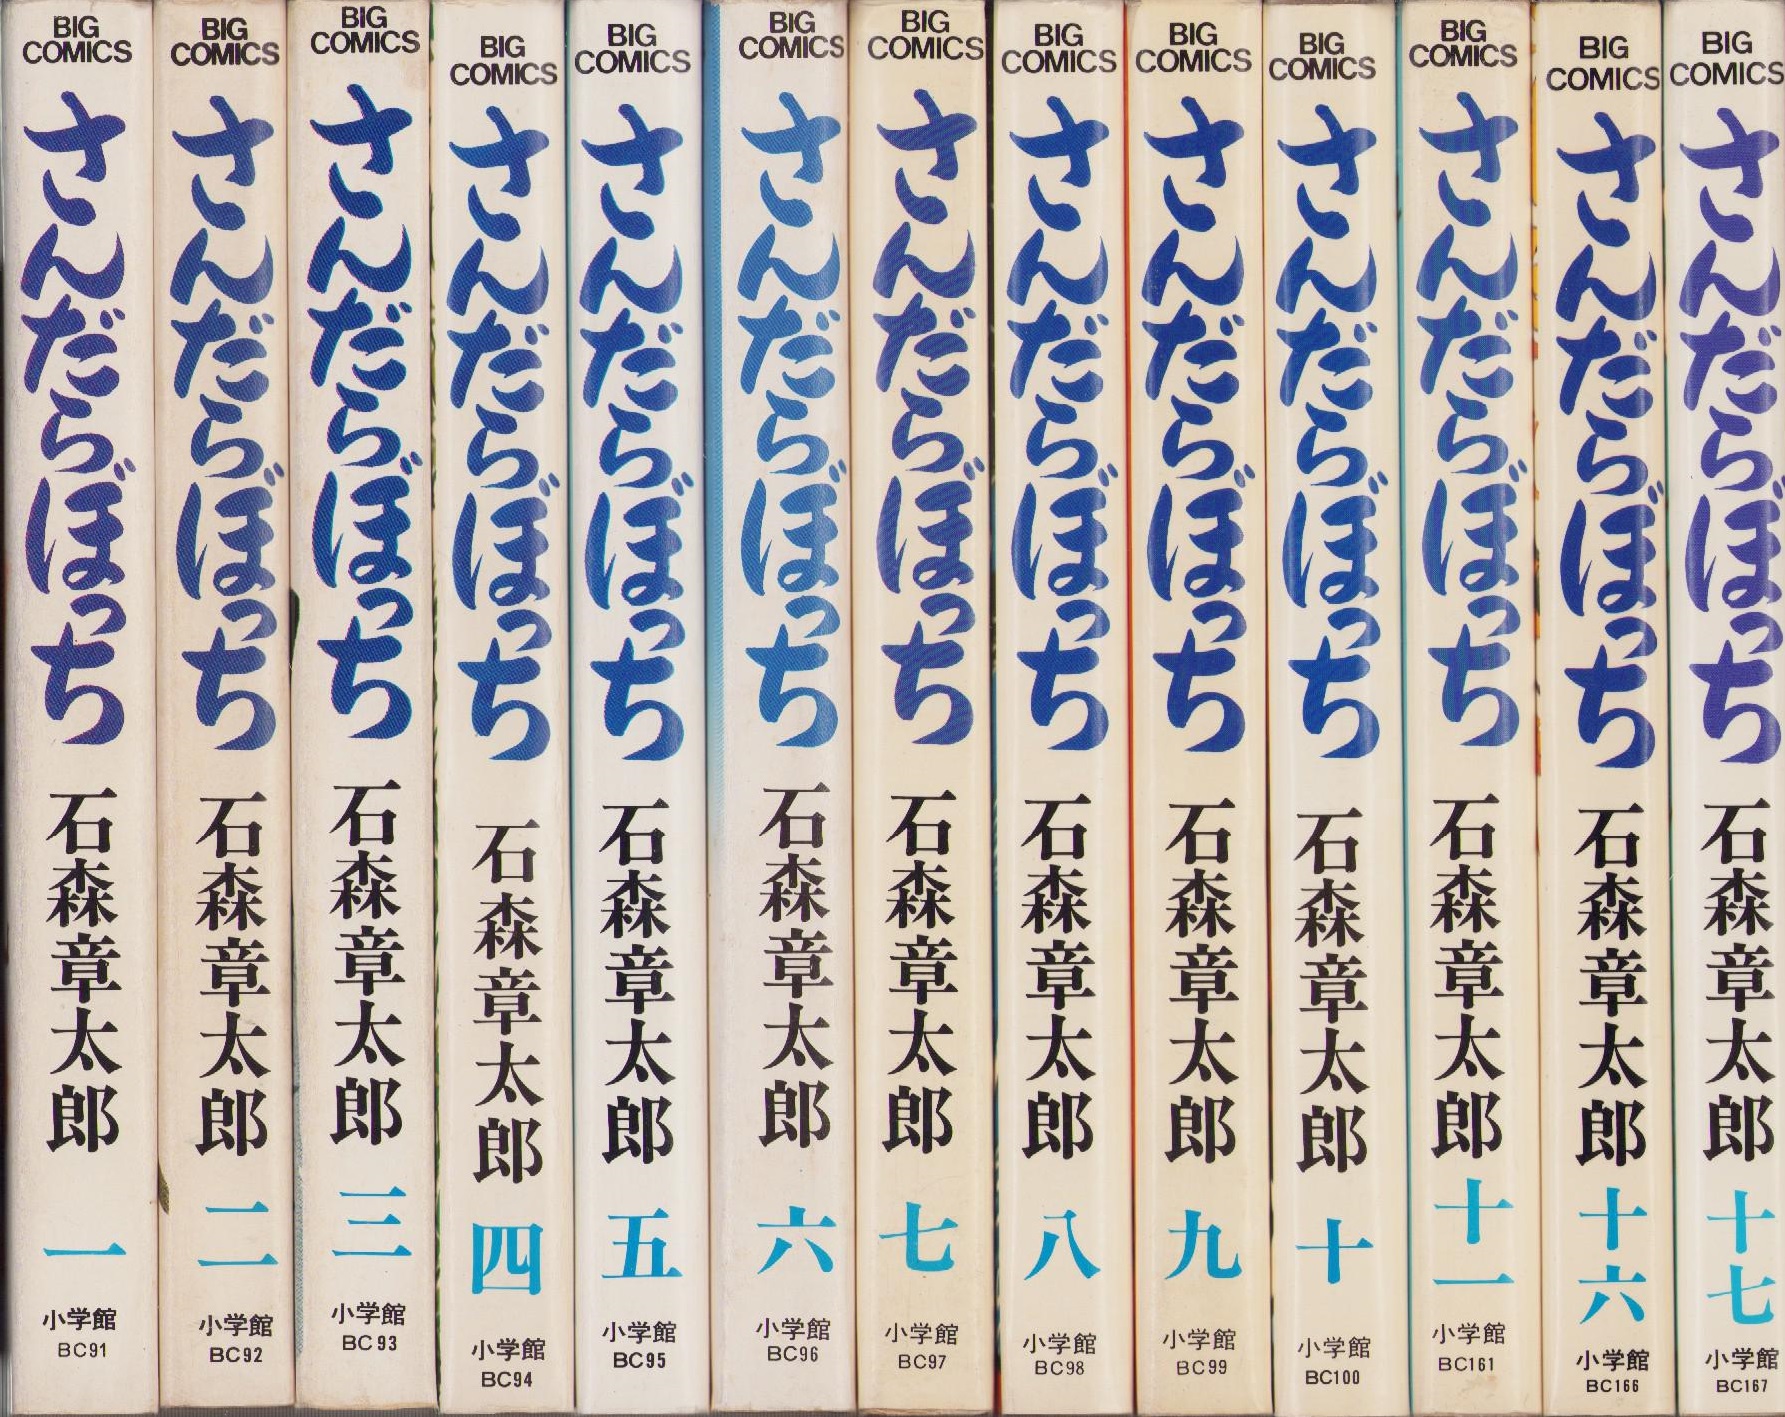 BIG
COMICS
さんだらぼっち
石森章太郎
一
小学館
BC91
BIG
COMICS
さんだらぼっち
石森章太郎
二
小学館
BC92
BIG
COMICS
さんだらぼっち
石森章太郎
三
小学館
BC93
BIG
COMICS
さんだらぼっち
石森章太郎
四
小学館
BC94
BIG
COMICS
さんだらぼっち
石森章太郎
五
小学館
BC95
BIG
COMICS
さんだらぼっち
石森章太郎
六
小学館
BC96
BIG
COMICS
さんだらぼっち
石森章太郎
七
小学館
BC97
BIG
COMICS
さんだらぼっち
石森章太郎
八
小学館
BC98
BIG
COMICS
さんだらぼっち
石森章太郎
九
小学館
BC99
BIG
COMICS
さんだらぼっち
石森章太郎
十
小学館
BC100
BIG
COMICS
さんだらぼっち
石森章太郎
十一
小学館
BC161
BIG
COMICS
さんだらぼっち
石森章太郎
十六
小学館
BC166
BIG
COMICS
さんだらぼっち
石森章太郎
十七
小学館
BC167